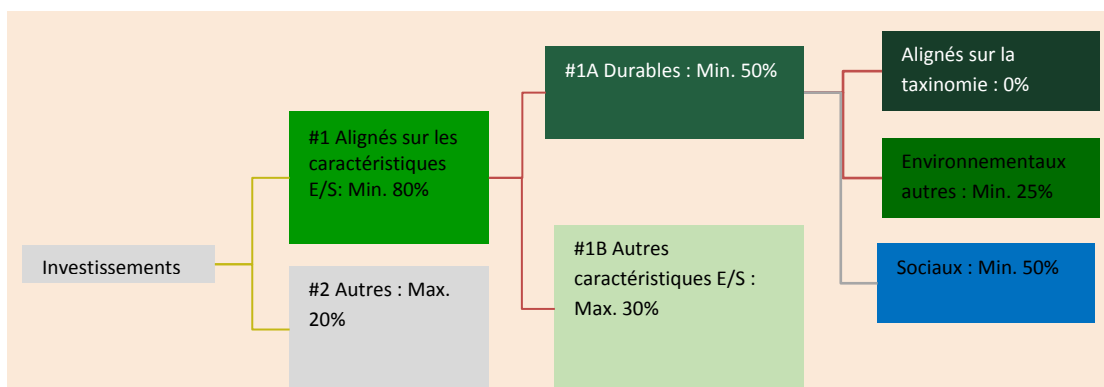 Investissements
#1 Alignés sur les
caractéristiques
E/S: Min. 80%
#2 Autres : Max.
20%
#1A Durables : Min. 50%
#1B Autres
caractéristiques E/S :
Max. 30%
Alignés sur la
taxinomie : 0%
Environnementaux
autres : Min. 25%
Sociaux : Min. 50%